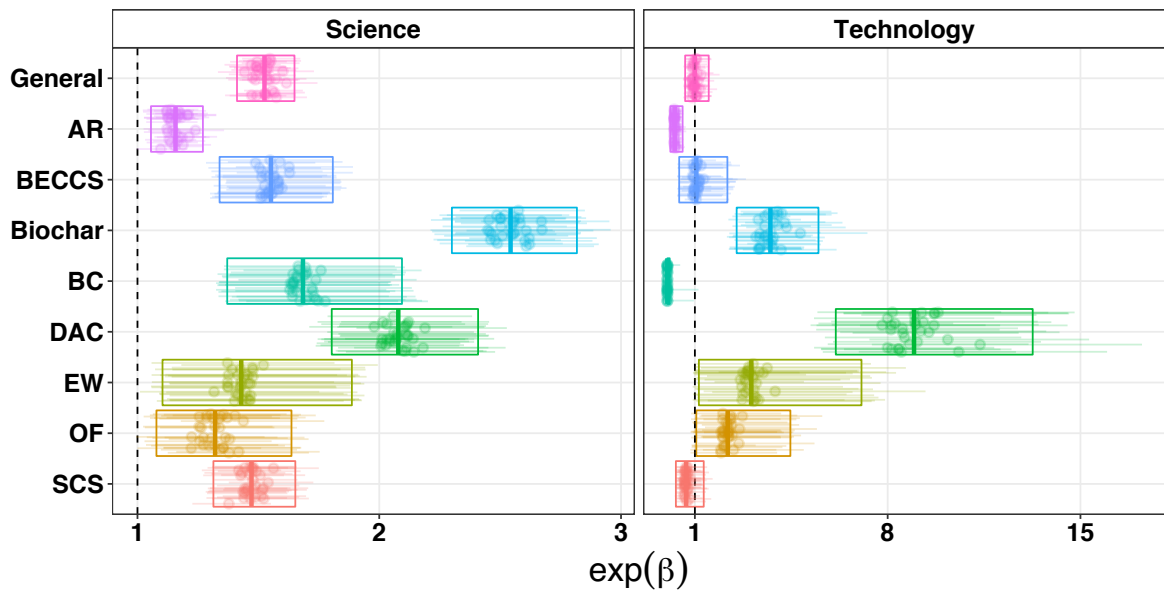 Science Technology
General
AR
BECCS
Biochar
BC
DAC
EW
OF
SCS
1 2 3 1 8 15
exp(β)